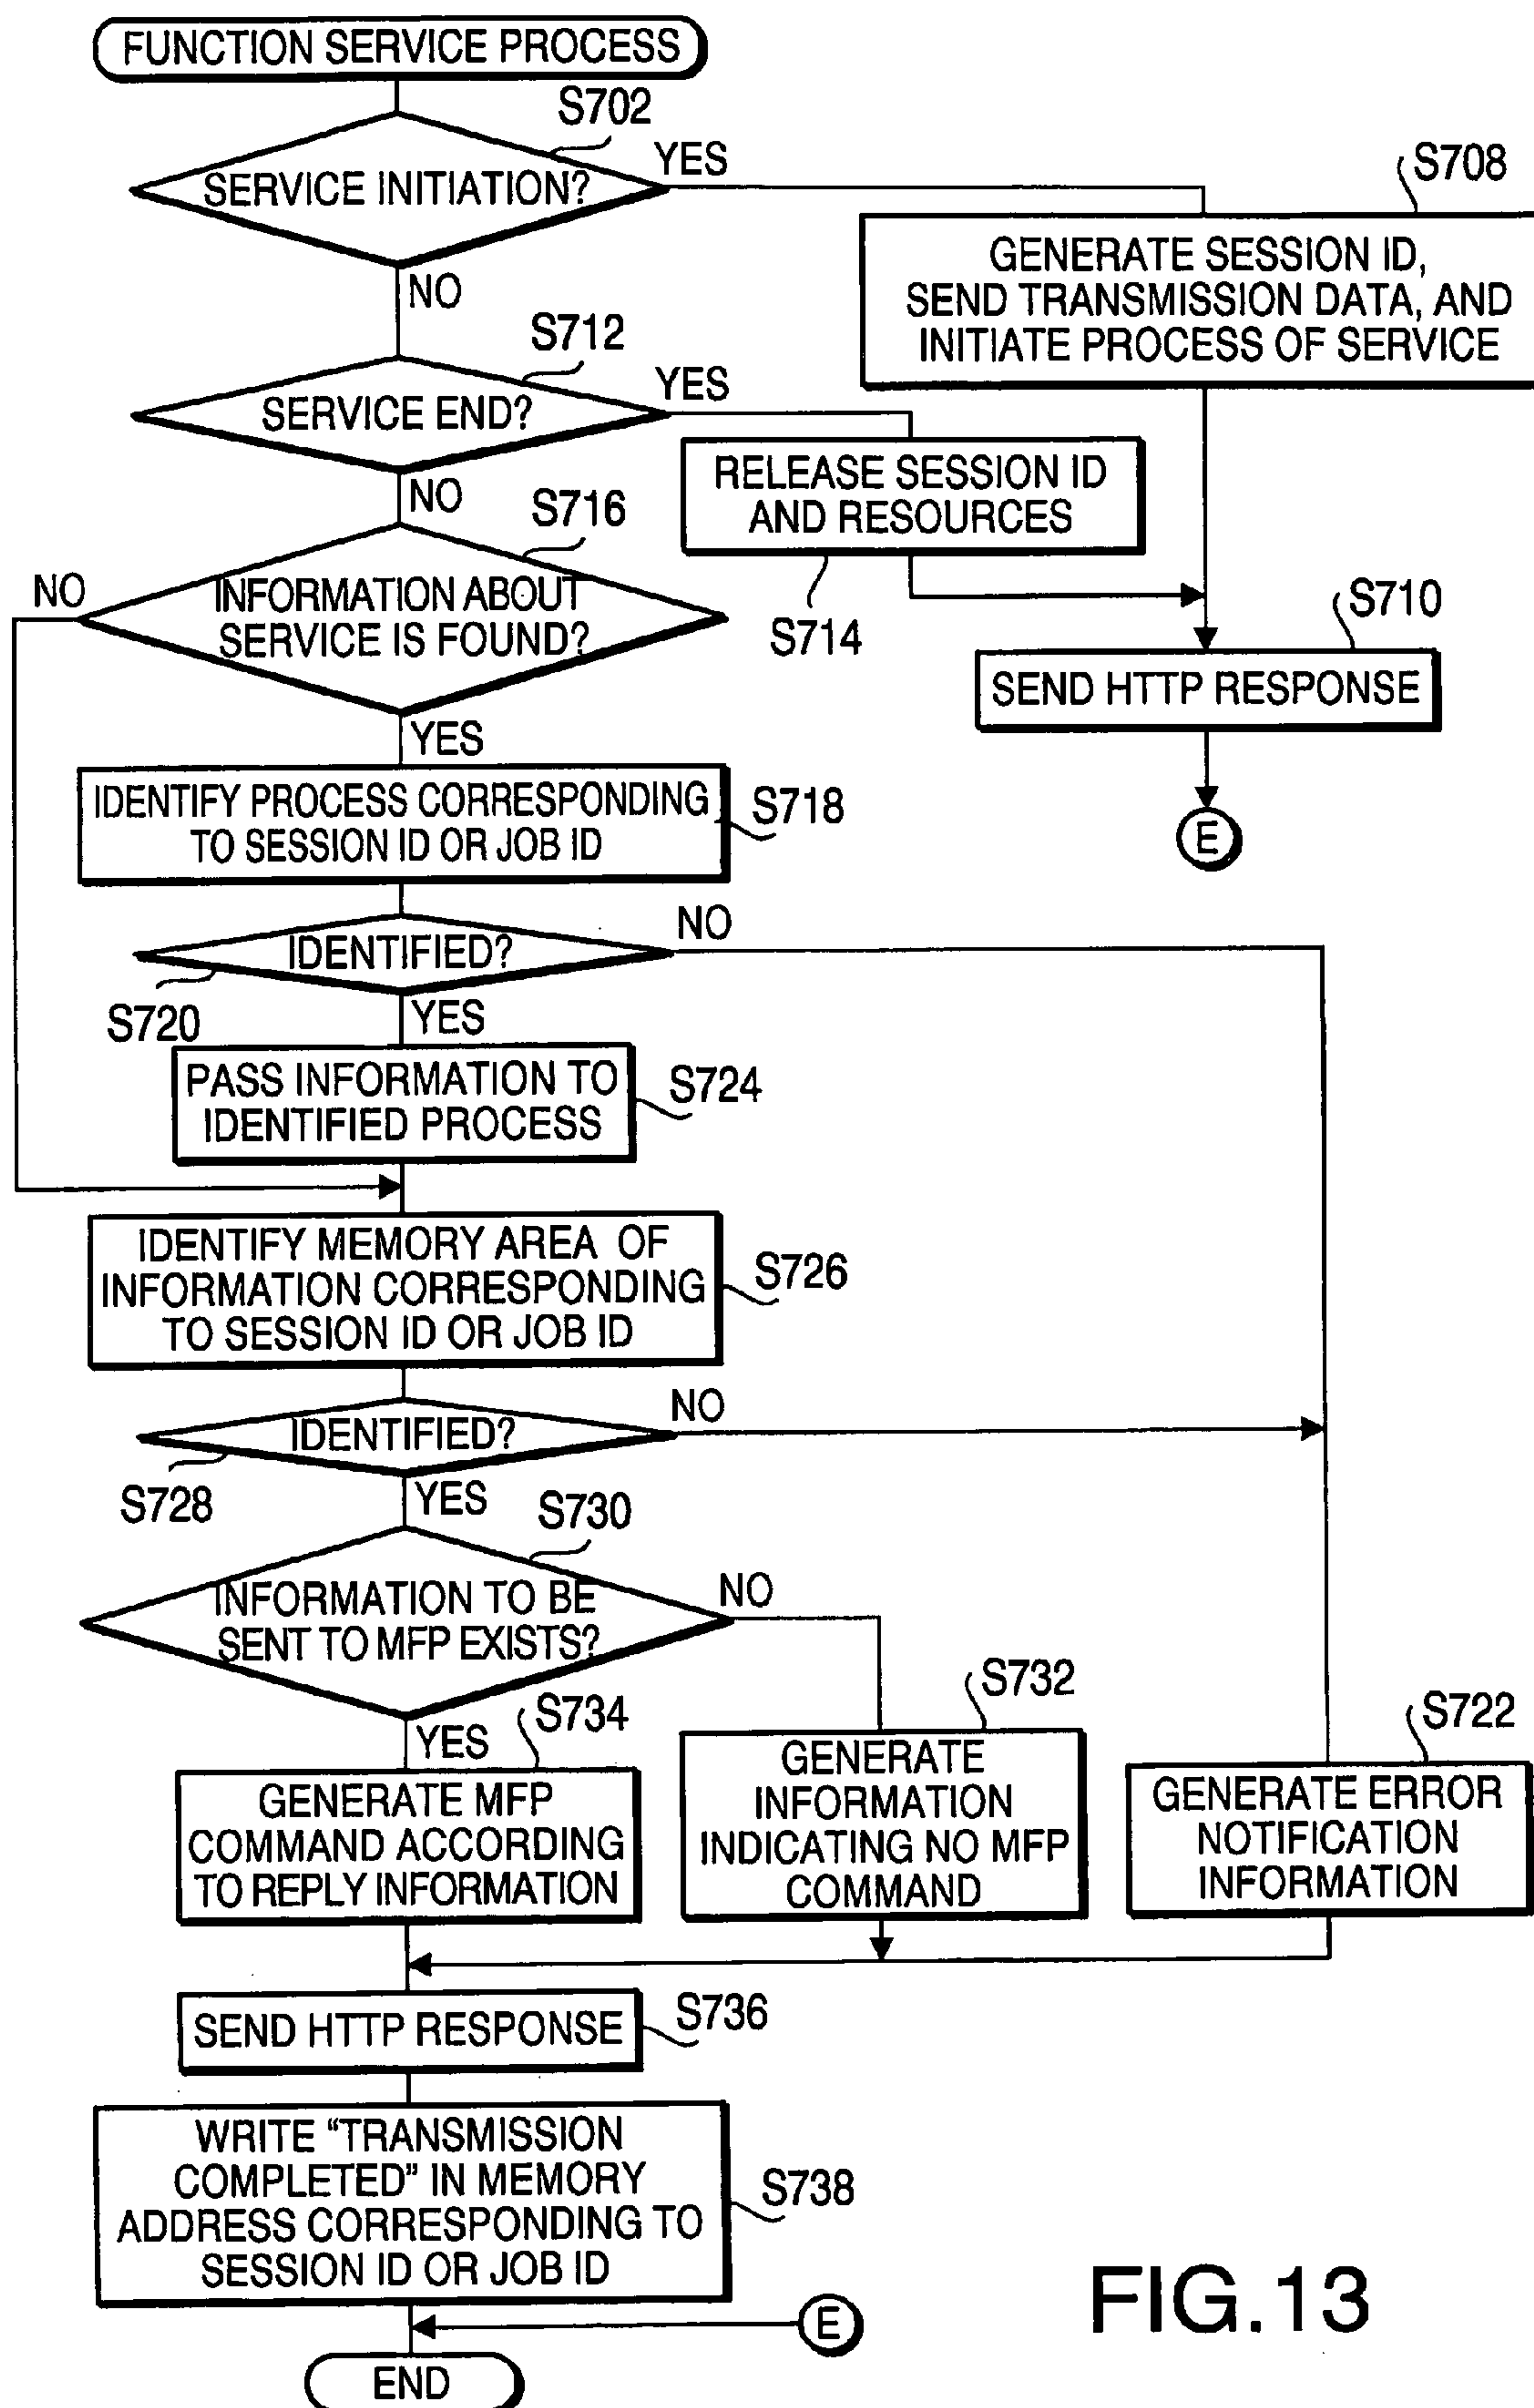 FUNCTION SERVICE PROCESS
S702
SERVICE INITIATION?
YES
NO
S708
GENERATE SESSION ID,
SEND TRANSMISSION DATA, AND
INITIATE PROCESS OF SERVICE
S712
SERVICE END?
YES
NO
RELEASE SESSION ID
AND RESOURCES
S714
S716
INFORMATION ABOUT
SERVICE IS FOUND?
NO
YES
S710
SEND HTTP RESPONSE
E
IDENTIFY PROCESS CORRESPONDING
TO SESSION ID OR JOB ID
S718
IDENTIFIED?
NO
S720
YES
PASS INFORMATION TO
IDENTIFIED PROCESS
S724
IDENTIFY MEMORY AREA OF
INFORMATION CORRESPONDING
TO SESSION ID OR JOB ID
S726
IDENTIFIED?
NO
S728
YES
S730
INFORMATION TO BE
SENT TO MFP EXISTS?
NO
YES
S734
GENERATE MFP
COMMAND ACCORDING
TO REPLY INFORMATION
S732
GENERATE
INFORMATION
INDICATING NO MFP
COMMAND
S722
GENERATE ERROR
NOTIFICATION
INFORMATION
SEND HTTP RESPONSE
S736
WRITE “TRANSMISSION
COMPLETED” IN MEMORY
ADDRESS CORRESPONDING TO
SESSION ID OR JOB ID
S738
E
END
FIG.13